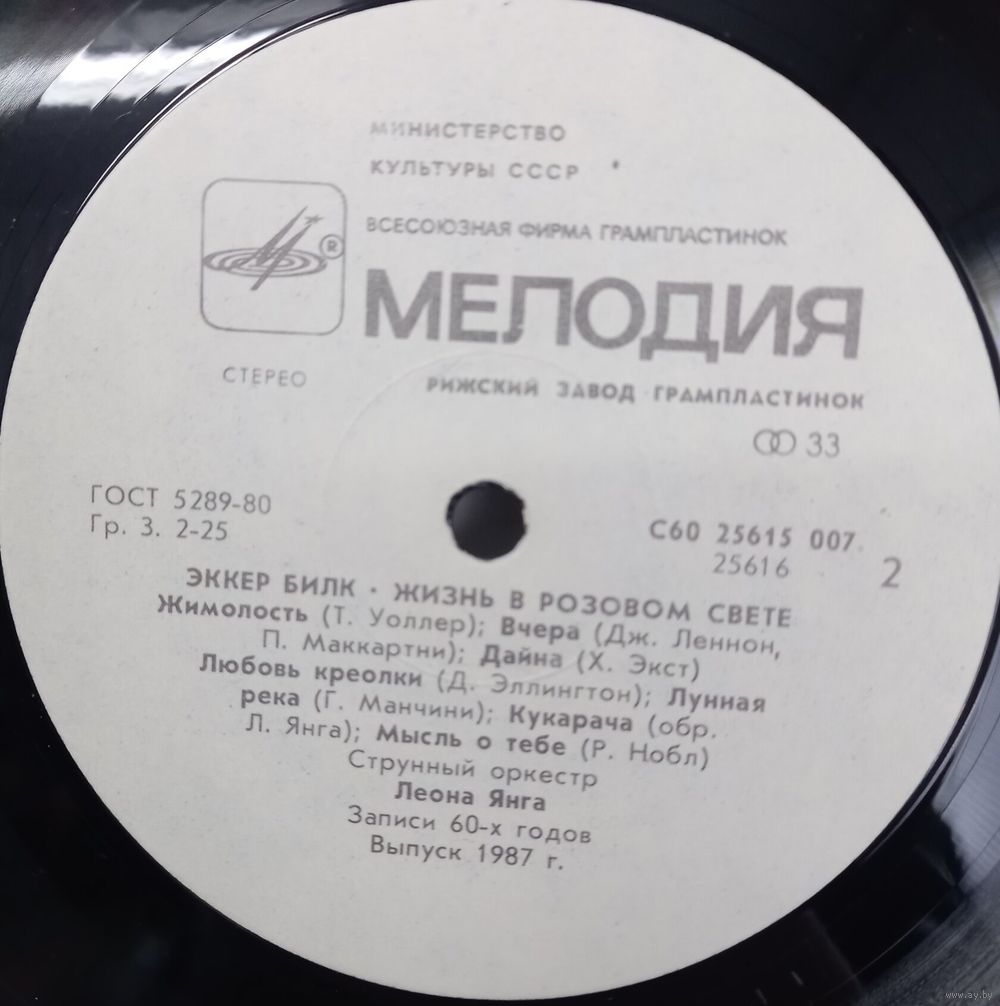 МИНИСТЕРСТВО
КУЛЬТУРЫ СССР
ВСЕСОЮЗНАЯ ФИРМА ГРАМПЛАСТИНОК
®
МЕЛОДИЯ
СТЕРЕО
РИЖСКИЙ ЗАВОД ГРАМПЛАСТИНОК
33
ГОСТ 5289-80
Гр. 3. 2-25
С60 25615 007
25616
2
ЭККЕР БИЛК · ЖИЗНЬ В РОЗОВОМ СВЕТЕ
Жимолость (Т. Уоллер); Вчера (Дж. Леннон,
П. Маккартни); Дайна (Х. Экст)
Любовь креолки (Д. Эллингтон); Лунная
река (Г. Манчини); Кукарача (обр.
Л. Янга); Мысль о тебе (Р. Нобл)
Струнный оркестр
Леона Янга
Записи 60-х годов
Выпуск 1987 г.
www.ay.by